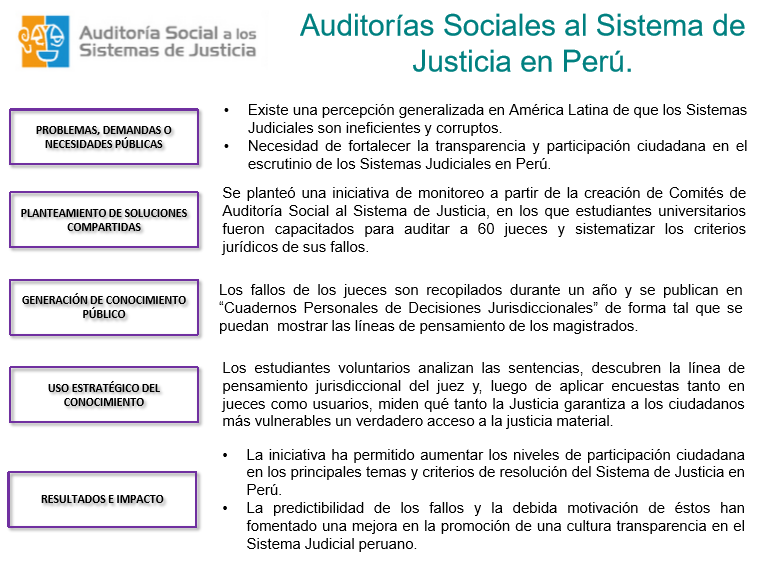 Auditoría Social a los
Sistemas de Justicia
Auditorías Sociales al Sistema de
Justicia en Perú.
PROBLEMAS, DEMANDAS O
NECESIDADES PÚBLICAS
• Existe una percepción generalizada en América Latina de que los Sistemas
Judiciales son ineficientes y corruptos.
• Necesidad de fortalecer la transparencia y participación ciudadana en el
escrutinio de los Sistemas Judiciales en Perú.
PLANTEAMIENTO DE SOLUCIONES
COMPARTIDAS
Se planteó una iniciativa de monitoreo a partir de la creación de Comités de
Auditoría Social al Sistema de Justicia, en los que estudiantes universitarios
fueron capacitados para auditar a 60 jueces y sistematizar los criterios
jurídicos de sus fallos.
GENERACIÓN DE CONOCIMIENTO
PÚBLICO
Los fallos de los jueces son recopilados durante un año y se publican en
“Cuadernos Personales de Decisiones Jurisdiccionales” de forma tal que se
puedan mostrar las líneas de pensamiento de los magistrados.
USO ESTRATÉGICO DEL
CONOCIMIENTO
Los estudiantes voluntarios analizan las sentencias, descubren la línea de
pensamiento jurisdiccional del juez y, luego de aplicar encuestas tanto en
jueces como usuarios, miden qué tanto la Justicia garantiza a los ciudadanos
más vulnerables un verdadero acceso a la justicia material.
RESULTADOS E IMPACTO
• La iniciativa ha permitido aumentar los niveles de participación ciudadana
en los principales temas y criterios de resolución del Sistema de Justicia en
Perú.
• La predictibilidad de los fallos y la debida motivación de éstos han
fomentado una mejora en la promoción de una cultura transparencia en el
Sistema Judicial peruano.